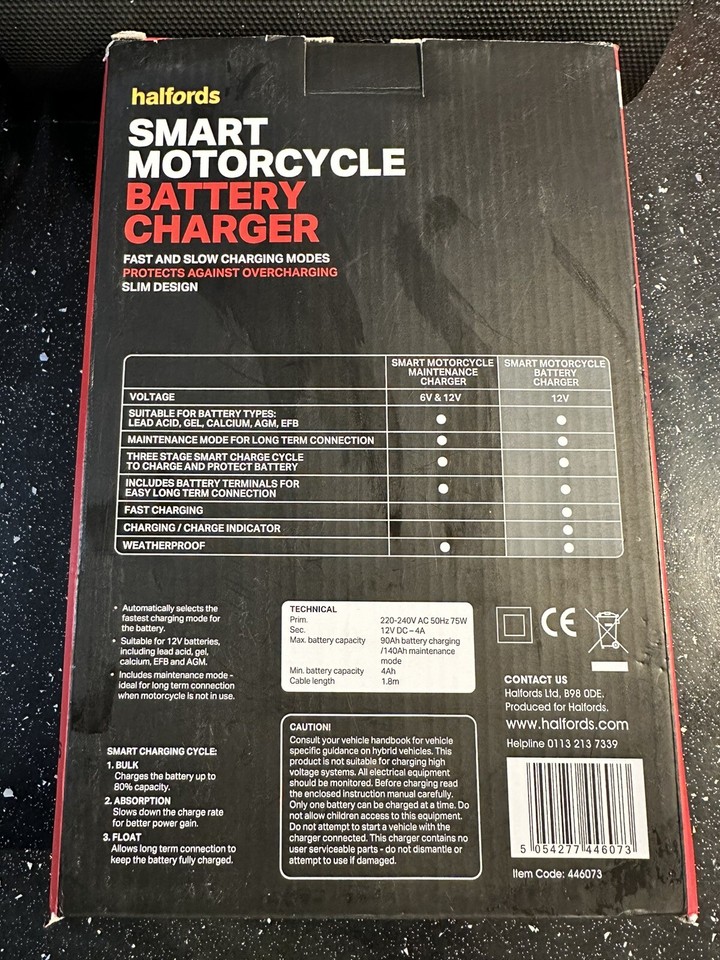 halfords
SMART
MOTORCYCLE
BATTERY
CHARGER
FAST AND SLOW CHARGING MODES
PROTECTS AGAINST OVERCHARGING
SLIM DESIGN
SMART MOTORCYCLE MAINTENANCE CHARGER
SMART MOTORCYCLE BATTERY CHARGER
VOLTAGE 6V & 12V 12V
SUITABLE FOR BATTERY TYPES:
LEAD ACID, GEL, CALCIUM, AGM, EFB
MAINTENANCE MODE FOR LONG TERM CONNECTION
THREE STAGE SMART CHARGE CYCLE
TO CHARGE AND PROTECT BATTERY
INCLUDES BATTERY TERMINALS FOR
EASY LONG TERM CONNECTION
FAST CHARGING
CHARGING / CHARGE INDICATOR
WEATHERPROOF
• Automatically selects the
fastest charging mode for
the battery.
• Suitable for 12V batteries,
including lead acid, gel,
calcium, EFB and AGM.
• Includes maintenance mode -
ideal for long term connection
when motorcycle is not in use.
SMART CHARGING CYCLE:
1. BULK
Charges the battery up to
80% capacity.
2. ABSORPTION
Slows down the charge rate
for better power gain.
3. FLOAT
Allows long term connection to
keep the battery fully charged.
TECHNICAL
Prim. 220-240V AC 50Hz 75W
Sec. 12V DC ⎓ 4A
Max. battery capacity 90Ah battery charging
/140Ah maintenance
mode
Min. battery capacity 4Ah
Cable length 1.8m
CAUTION!
Consult your vehicle handbook for vehicle
specific guidance on hybrid vehicles. This
product is not suitable for charging high
voltage systems. All electrical equipment
should be monitored. Before charging read
the enclosed instruction manual carefully.
Only one battery can be charged at a time. Do
not allow children access to this equipment.
Do not attempt to start a vehicle with the
charger connected. This charger contains no
user serviceable parts - do not dismantle or
attempt to use if damaged.
CE
CONTACT US
Halfords Ltd, B98 0DE.
Produced for Halfords.
www.halfords.com
Helpline 0113 213 7339
5 054277 446073
Item Code: 446073